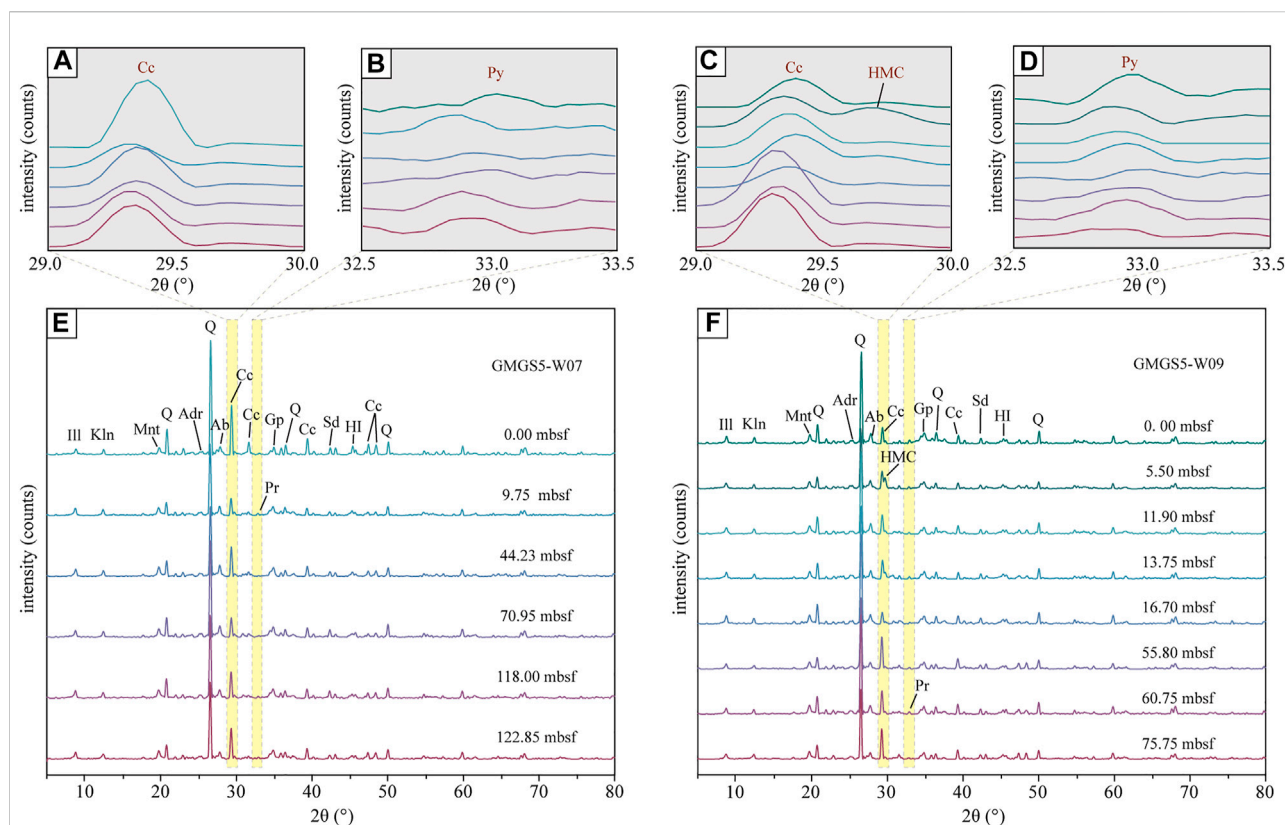 A
Cc
intensity (counts)
29.0 29.5 30.0
2θ (°)
B
Py
32.5 33.0 33.5
2θ (°)
C
Cc
HMC
intensity (counts)
29.0 29.5 30.0
2θ (°)
D
Py
32.5 33.0 33.5
2θ (°)
E
GMGS5-W07
Q
Cc
Ill Kln Mnt Q Adr Ab Cc Gp Q Cc Sd HI Cc Q
0.00 mbsf
Pr
9.75 mbsf
44.23 mbsf
70.95 mbsf
118.00 mbsf
122.85 mbsf
intensity (counts)
10 20 30 40 50 60 70 80
2θ (°)
F
GMGS5-W09
Q
Ill Kln Mnt Q Adr Ab Cc Gp Q Cc Sd HI Q
0. 00 mbsf
HMC
5.50 mbsf
11.90 mbsf
13.75 mbsf
16.70 mbsf
55.80 mbsf
Pr
60.75 mbsf
75.75 mbsf
intensity (counts)
5 10 20 30 40 50 60 70 80
2θ (°)